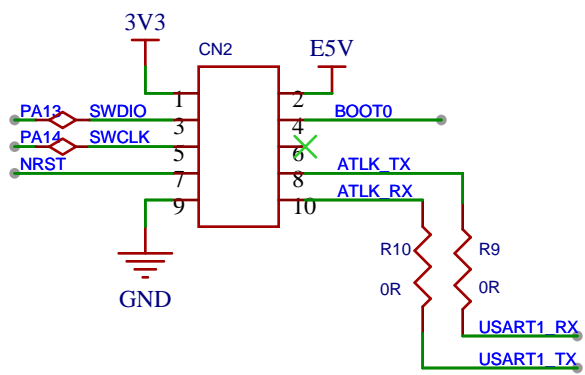 3V3
CN2
E5V
1
2
PA13
SWDIO
3
4
BOOT0
PA14
SWCLK
5
6
NRST
7
8
ATLK_TX
9
10
ATLK_RX
R10
0R
R9
0R
GND
USART1_RX
USART1_TX